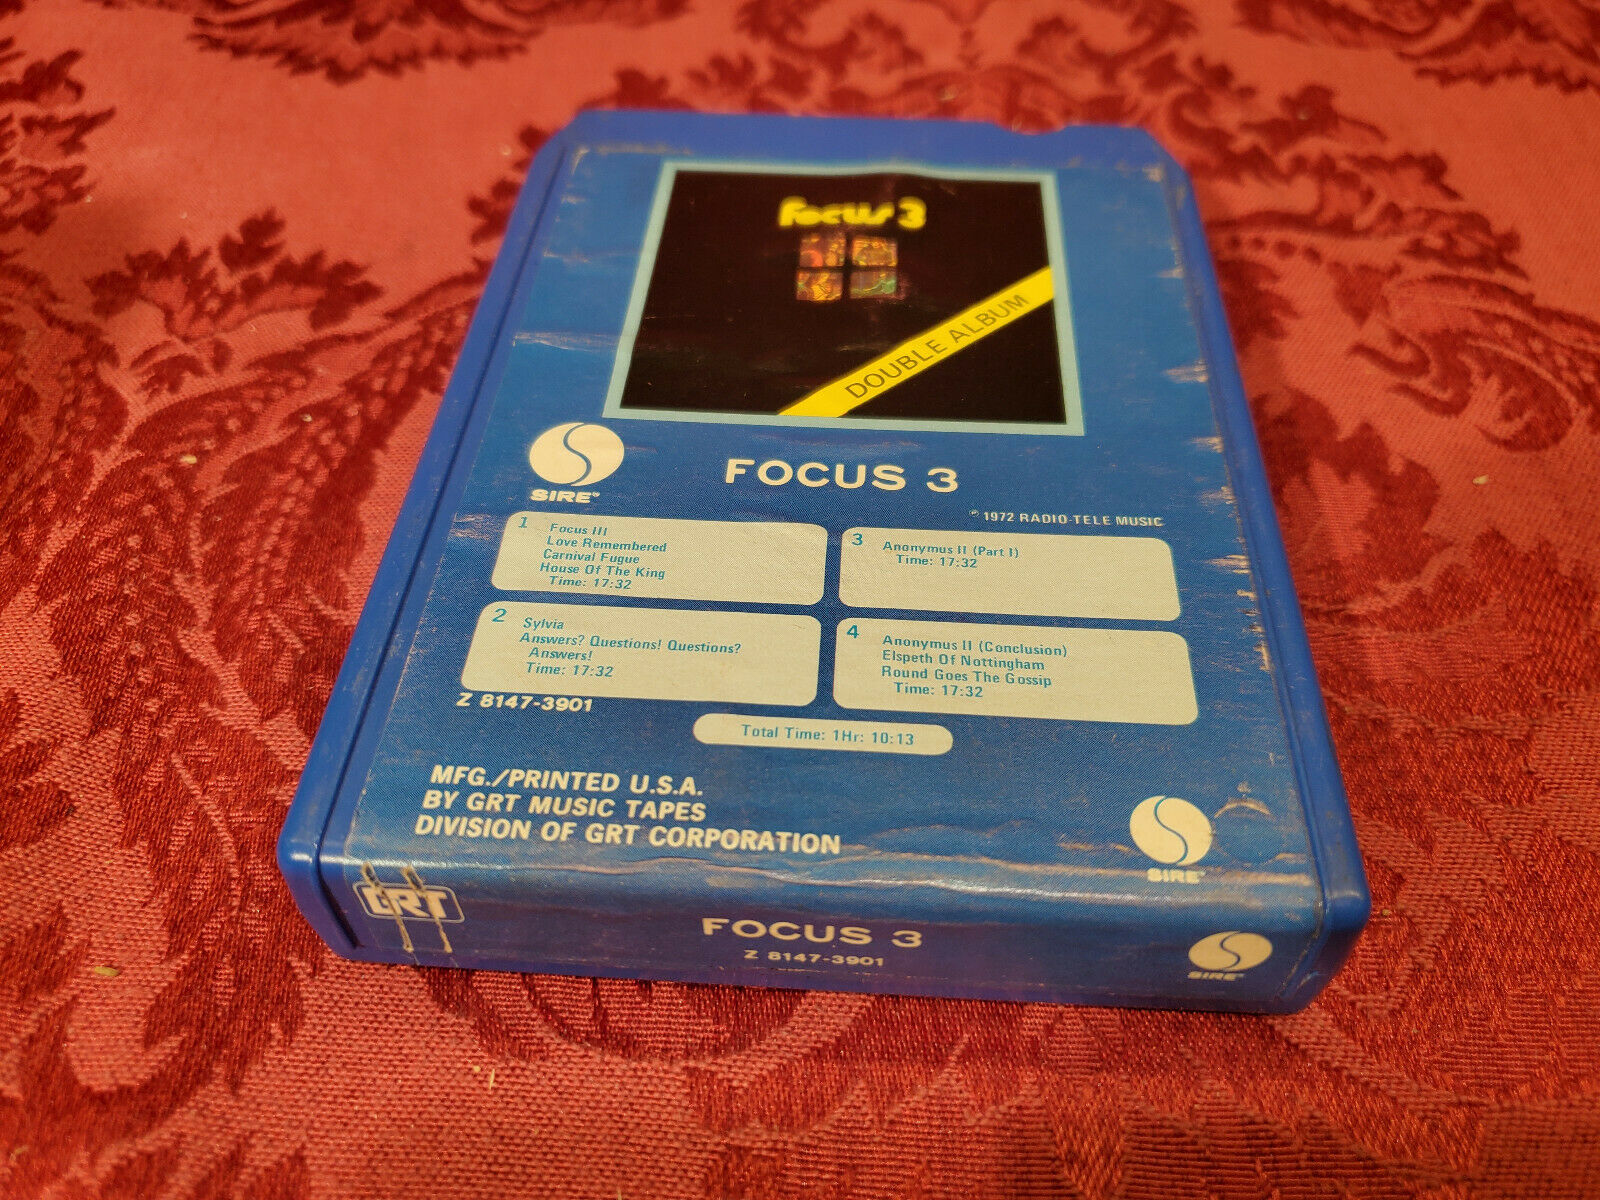 Focus 3
DOUBLE ALBUM
SIRE®
FOCUS 3
℗ 1972 RADIO-TELE MUSIC
1
Focus III
Love Remembered
Carnival Fugue
House Of The King
Time: 17:32
2
Sylvia
Answers? Questions! Questions?
Answers!
Time: 17:32
3
Anonymus II (Part I)
Time: 17:32
4
Anonymus II (Conclusion)
Elspeth Of Nottingham
Round Goes The Gossip
Time: 17:32
Z 8147-3901
Total Time: 1Hr: 10:13
MFG./PRINTED U.S.A.
BY GRT MUSIC TAPES
DIVISION OF GRT CORPORATION
SIRE®
GRT
FOCUS 3
Z 8147-3901
SIRE®